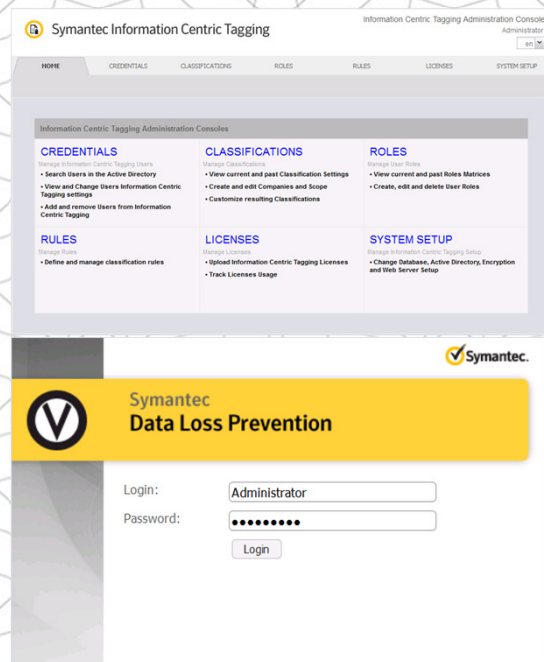 Symantec Information Centric Tagging
Information Centric Tagging Administration Console
Administrator
en
HOME
CREDENTIALS
CLASSIFICATIONS
ROLES
RULES
LICENSES
SYSTEM SETUP
Information Centric Tagging Administration Consoles
CREDENTIALS
Manage Information Centric Tagging Users
• Search Users in the Active Directory
• View and Change Users Information Centric
Tagging settings
• Add and remove Users from Information
Centric Tagging
CLASSIFICATIONS
Manage Classifications
• View current and past Classification Settings
• Create and edit Companies and Scope
• Customize resulting Classifications
ROLES
Manage User Roles
• View current and past Roles Matrices
• Create, edit and delete User Roles
RULES
Manage Rules
• Define and manage classification rules
LICENSES
Manage Licenses
• Upload Information Centric Tagging Licenses
• Track Licenses Usage
SYSTEM SETUP
Manage Information Centric Tagging Setup
• Change Database, Active Directory, Encryption
and Web Server Setup
Symantec.
Symantec
Data Loss Prevention
Login:
Administrator
Password:
●●●●●●●●●
Login